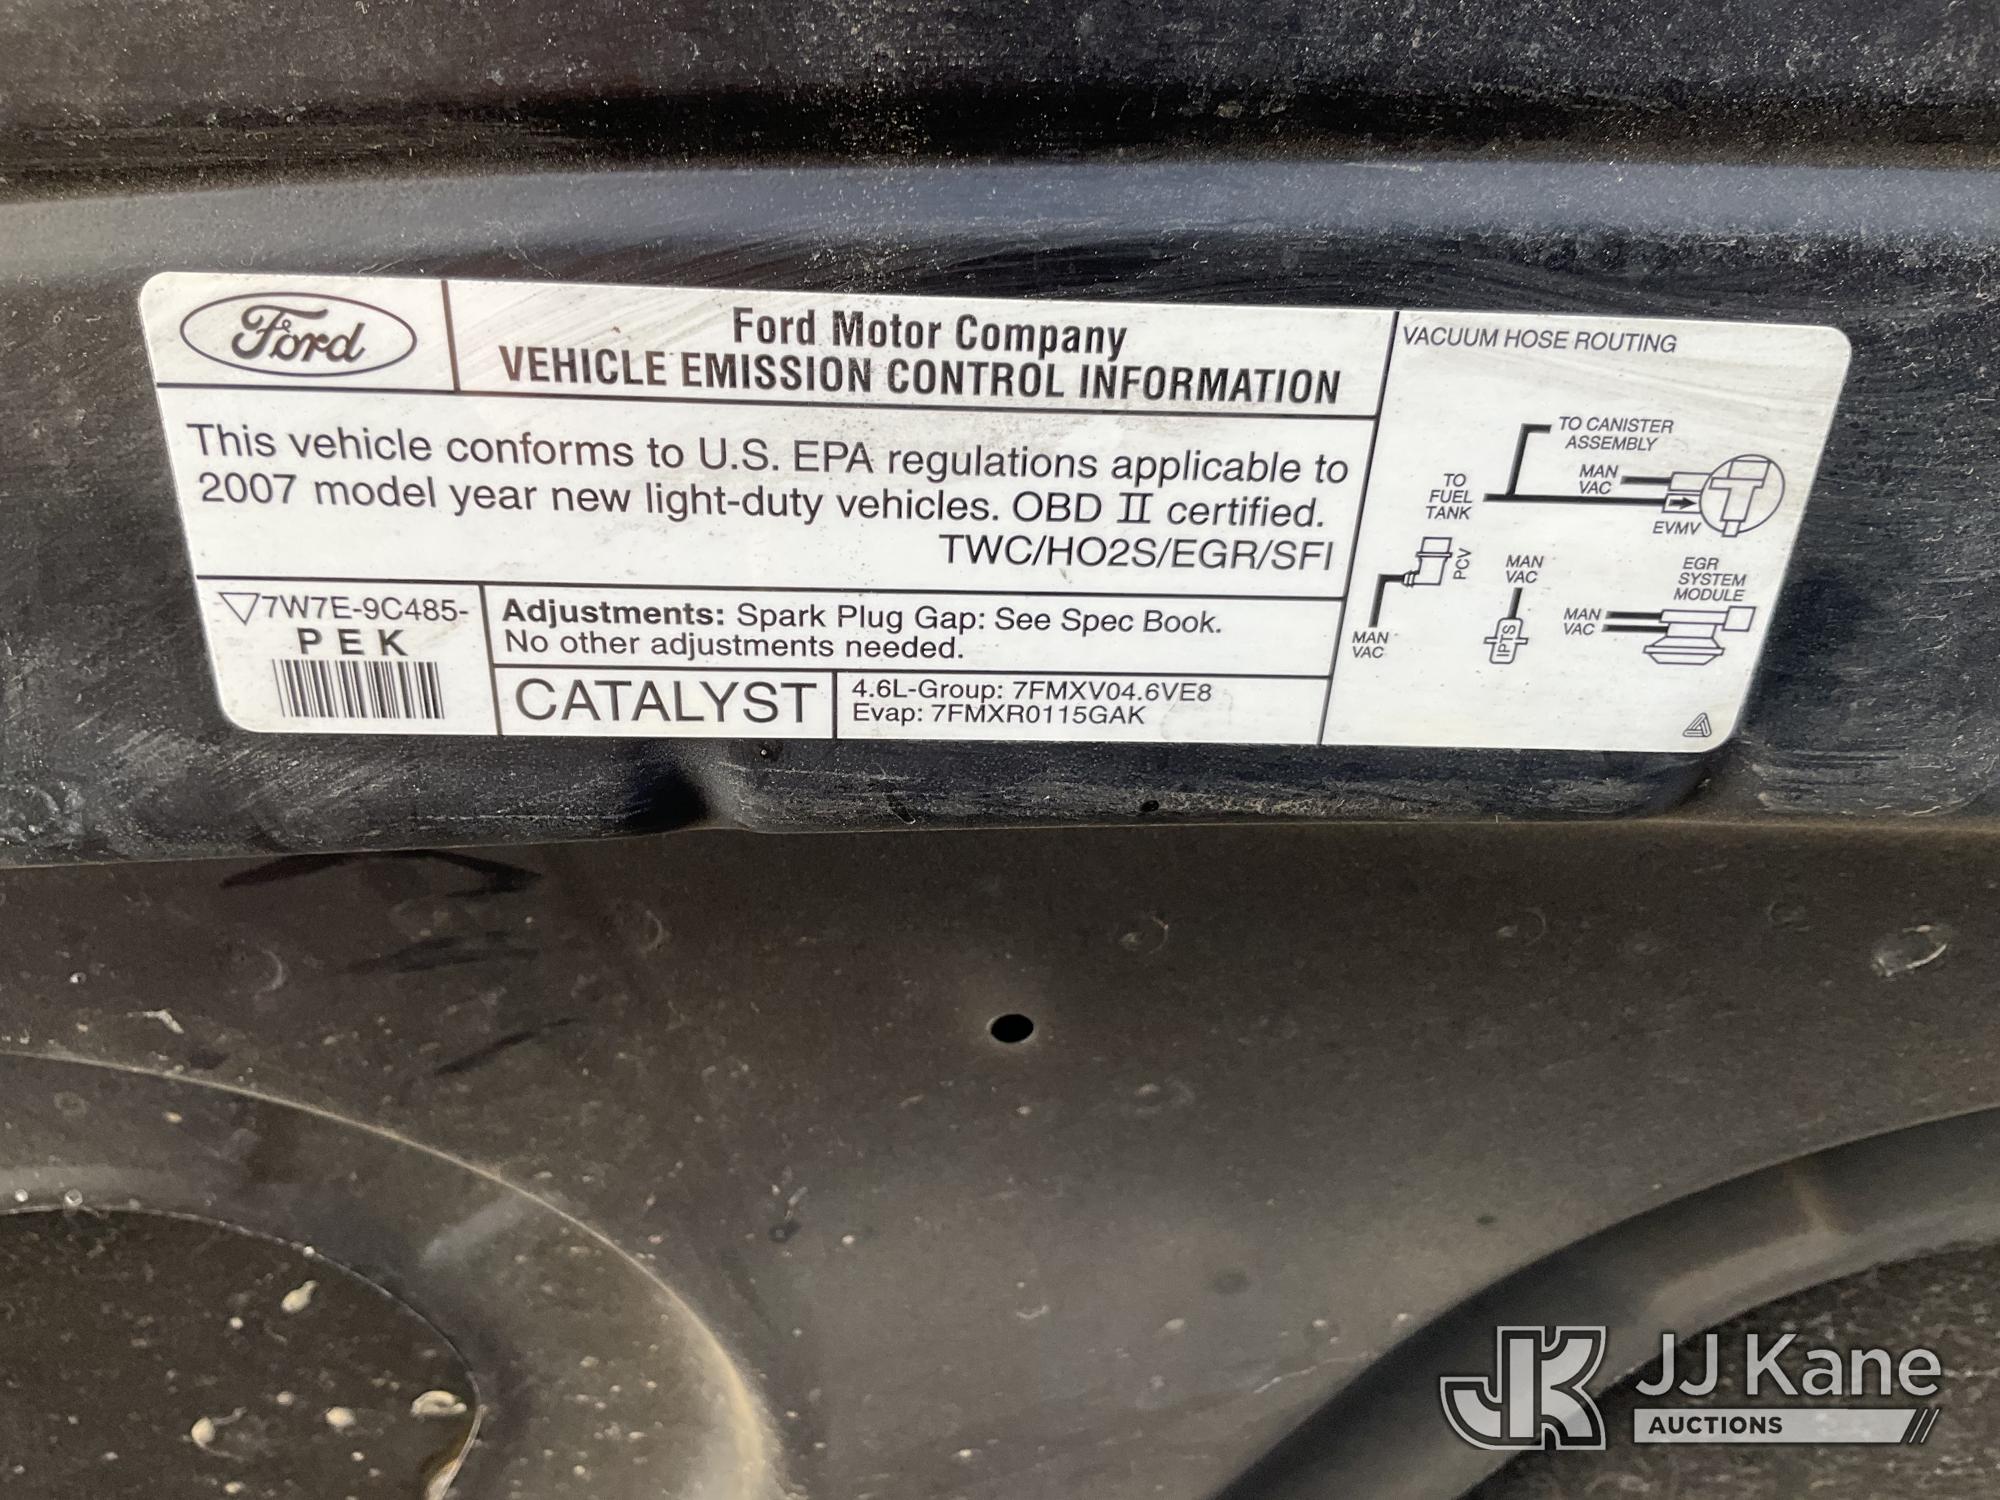 Ford
Ford Motor Company
VEHICLE EMISSION CONTROL INFORMATION
This vehicle conforms to U.S. EPA regulations applicable to
2007 model year new light-duty vehicles. OBD II certified.
TWC/HO2S/EGR/SFI
7W7E-9C485-
PEK
Adjustments: Spark Plug Gap: See Spec Book.
No other adjustments needed.
CATALYST
4.6L-Group: 7FMXV04.6VE8
Evap: 7FMXR0115GAK
VACUUM HOSE ROUTING
TO CANISTER
ASSEMBLY
MAN
VAC
TO
FUEL
TANK
EVMV
PCV
MAN
VAC
MAN
VAC
IPTS
EGR
SYSTEM
MODULE
MAN
VAC
JK
JJ Kane
AUCTIONS